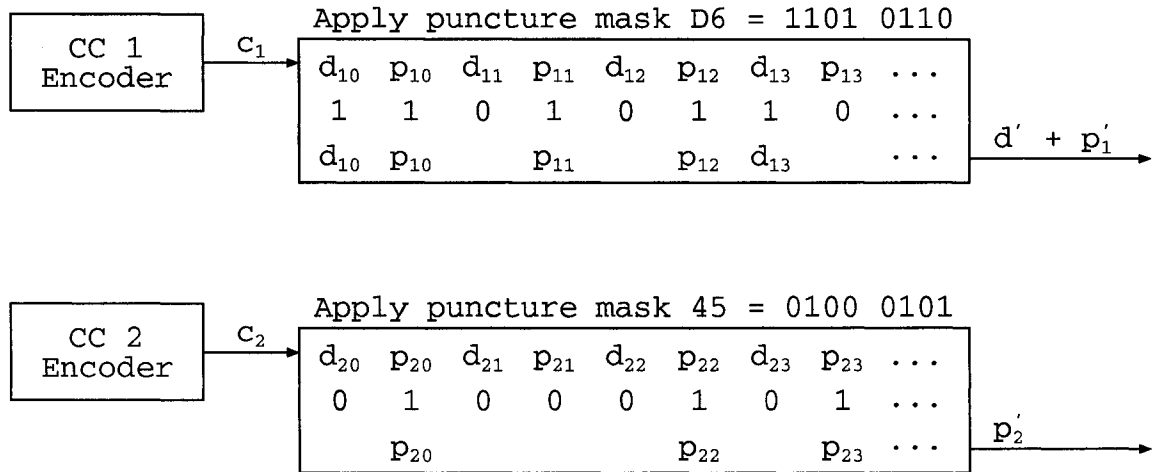 Apply puncture mask D6 = 1101 0110
CC 1
Encoder
c₁
d₁₀ p₁₀ d₁₁ p₁₁ d₁₂ p₁₂ d₁₃ p₁₃ ...
1 1 0 1 0 1 1 0 ...
d₁₀ p₁₀ p₁₁ p₁₂ d₁₃ ...
d' + p₁'
Apply puncture mask 45 = 0100 0101
CC 2
Encoder
c₂
d₂₀ p₂₀ d₂₁ p₂₁ d₂₂ p₂₂ d₂₃ p₂₃ ...
0 1 0 0 0 1 0 1 ...
p₂₀ p₂₂ p₂₃ ...
p₂'